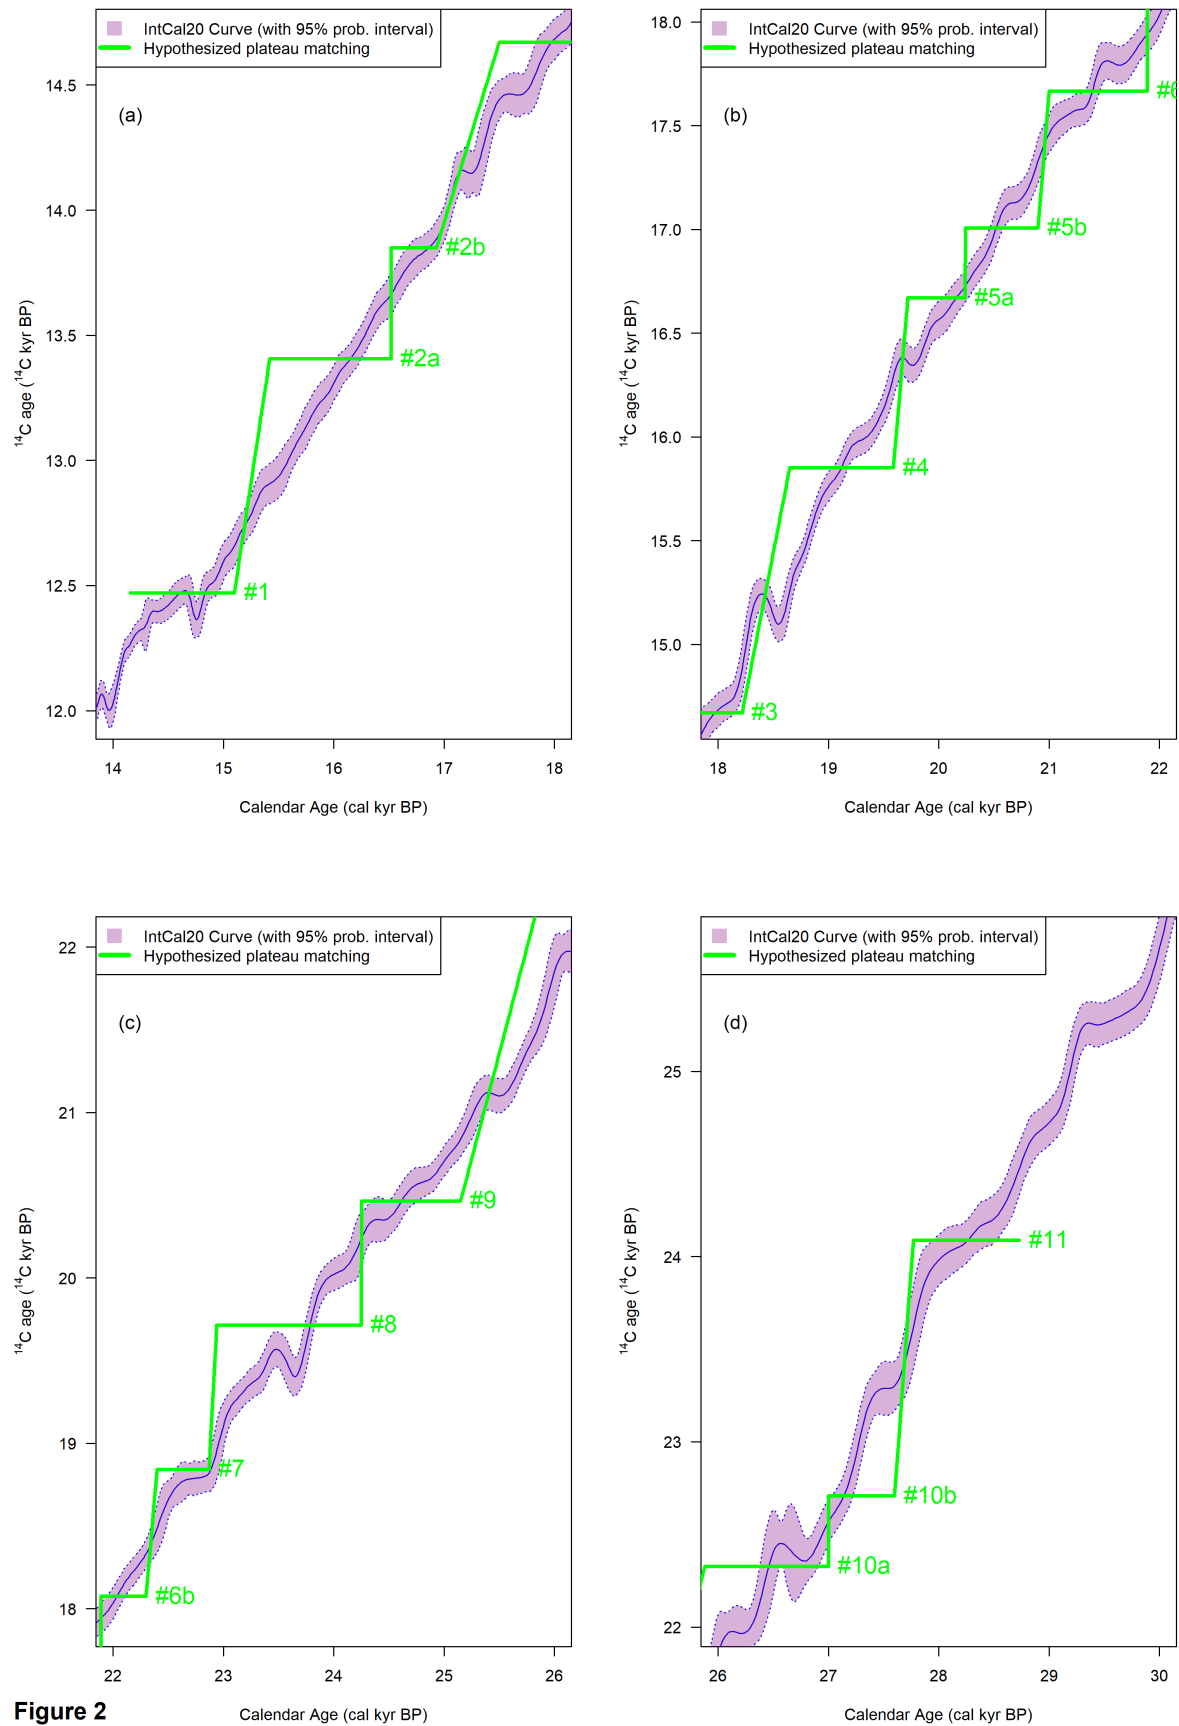 IntCal20 Curve (with 95% prob. interval)
Hypothesized plateau matching
(a)
14.5
14.0
13.5
13.0
12.5
12.0
14C age (14C kyr BP)
#2b
#2a
#1
14 15 16 17 18
Calendar Age (cal kyr BP)
IntCal20 Curve (with 95% prob. interval)
Hypothesized plateau matching
(b)
18.0
17.5
17.0
16.5
16.0
15.5
15.0
14C age (14C kyr BP)
#6
#5b
#5a
#4
#3
18 19 20 21 22
Calendar Age (cal kyr BP)
IntCal20 Curve (with 95% prob. interval)
Hypothesized plateau matching
(c)
22
21
20
19
18
14C age (14C kyr BP)
#9
#8
#7
#6b
22 23 24 25 26
Calendar Age (cal kyr BP)
IntCal20 Curve (with 95% prob. interval)
Hypothesized plateau matching
(d)
25
24
23
22
14C age (14C kyr BP)
#11
#10b
#10a
26 27 28 29 30
Calendar Age (cal kyr BP)
Figure 2